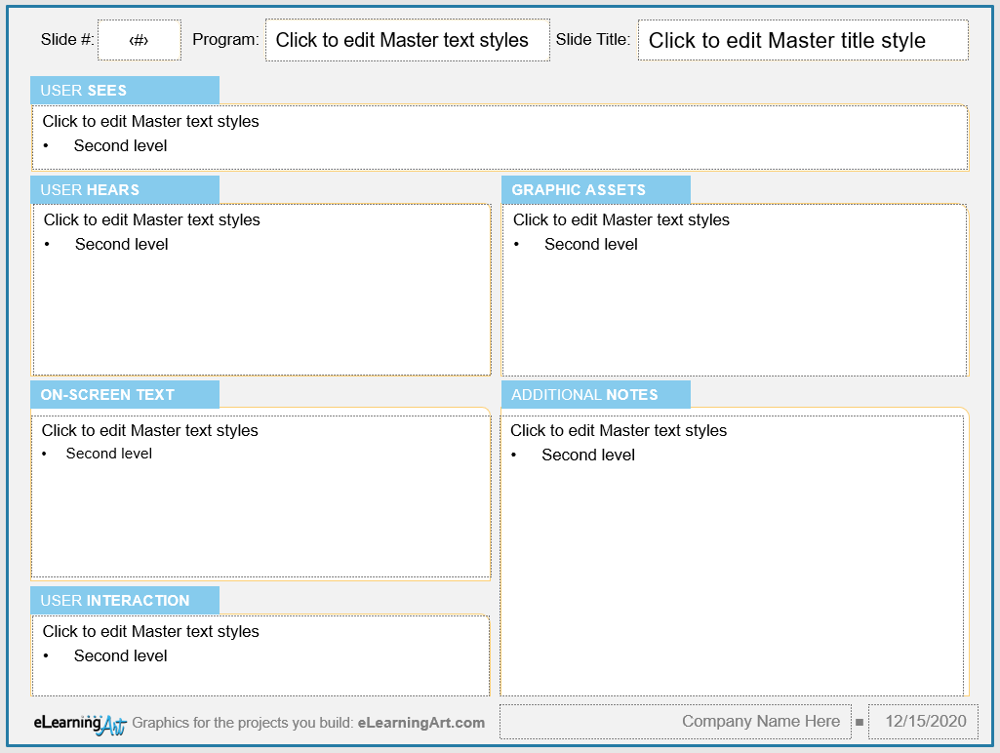 Slide #: ‹#› Program: Click to edit Master text styles Slide Title: Click to edit Master title style
USER SEES
Click to edit Master text styles
• Second level
USER HEARS
Click to edit Master text styles
• Second level
GRAPHIC ASSETS
Click to edit Master text styles
• Second level
ON-SCREEN TEXT
Click to edit Master text styles
• Second level
ADDITIONAL NOTES
Click to edit Master text styles
• Second level
USER INTERACTION
Click to edit Master text styles
• Second level
eLearningArt Graphics for the projects you build: eLearningArt.com Company Name Here ■ 12/15/2020